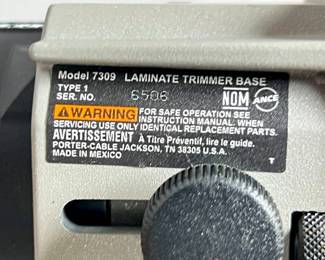 Model 7309 LAMINATE TRIMMER BASE
TYPE 1
SER. NO. 6506
NOM ANCE
WARNING FOR SAFE OPERATION SEE
INSTRUCTION MANUAL. WHEN
SERVICING USE ONLY IDENTICAL REPLACEMENT PARTS.
AVERTISSEMENT À Titre Préventif, lire le guide.
PORTER-CABLE JACKSON, TN 38305 U.S.A.
MADE IN MEXICO
T